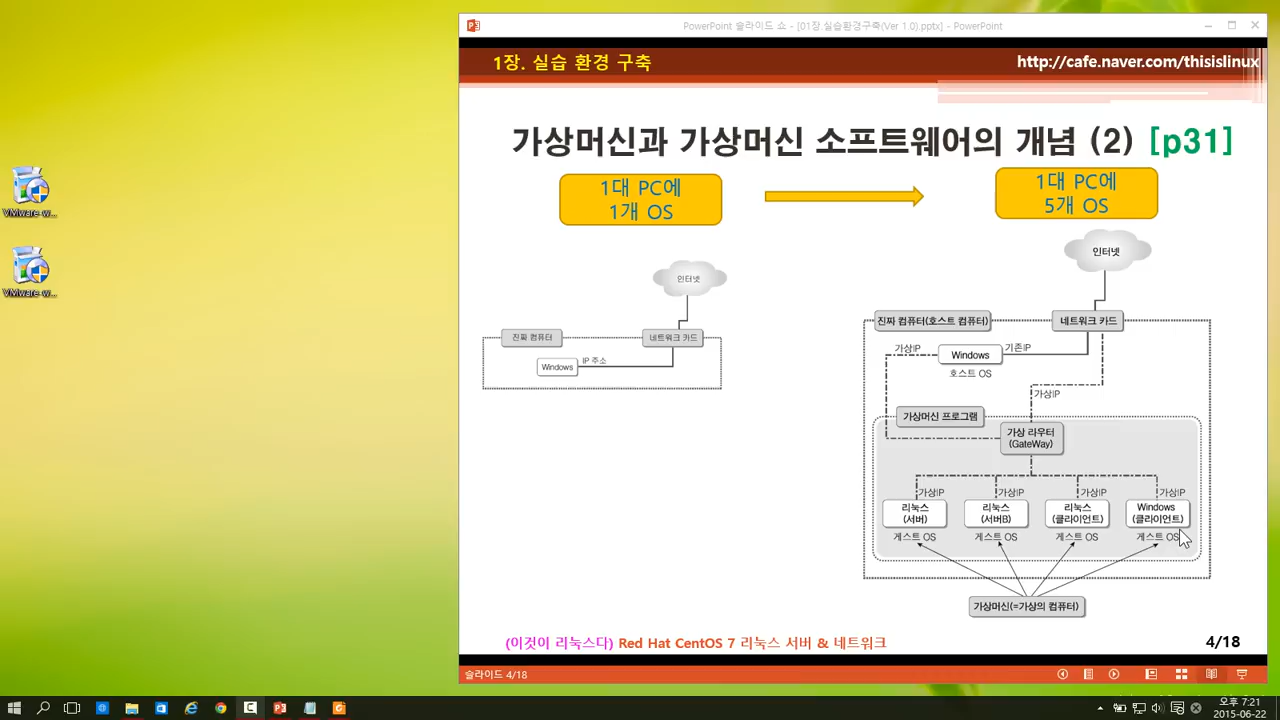 PowerPoint 슬라이드 쇼 - [01장.실습환경구축(Ver 1.0).pptx] - PowerPoint
1장. 실습 환경 구축
http://cafe.naver.com/thisislinux
가상머신과 가상머신 소프트웨어의 개념 (2) [p31]
1대 PC에
1개 OS
1대 PC에
5개 OS
인터넷
진짜 컴퓨터
네트워크 카드
Windows
IP 주소
인터넷
진짜 컴퓨터(호스트 컴퓨터)
네트워크 카드
가상IP
Windows
기존IP
호스트 OS
가상IP
가상머신 프로그램
가상 라우터
(GateWay)
가상IP
가상IP
가상IP
가상IP
리눅스
(서버)
리눅스
(서버B)
리눅스
(클라이언트)
Windows
(클라이언트)
게스트 OS
게스트 OS
게스트 OS
게스트 OS
가상머신(=가상의 컴퓨터)
(이것이 리눅스다) Red Hat CentOS 7 리눅스 서버 & 네트워크
4/18
슬라이드 4/18
VMware-w...
VMware-w...
오후 7:21
2015-06-22